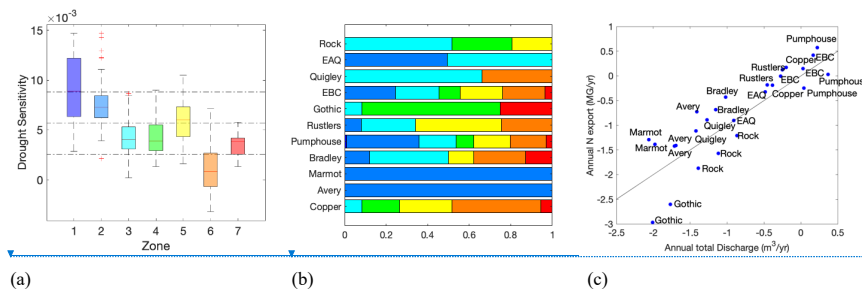 ×10⁻³
15
10
5
0
Drought Sensitivity
1 2 3 4 5 6 7
Zone
Rock
EAQ
Quigley
EBC
Gothic
Rustlers
Pumphouse
Bradley
Marmot
Avery
Copper
0 0.2 0.4 0.6 0.8 1
Annual N export (MG/yr)
1
0.5
0
-0.5
-1
-1.5
-2
-2.5
-3
Pumphouse
Rustlers Copper EBC
Rustlers EBC EBC Pumphouse
Bradley EAQ Copper Pumphouse
Avery Bradley
Quigley EAQ
Marmot Avery Quigley Rock
Marmot Avery Rock
Rock
Gothic
Gothic
-2.5 -2 -1.5 -1 -0.5 0 0.5
Annual total Discharge (m³/yr)
(a) (b) (c)